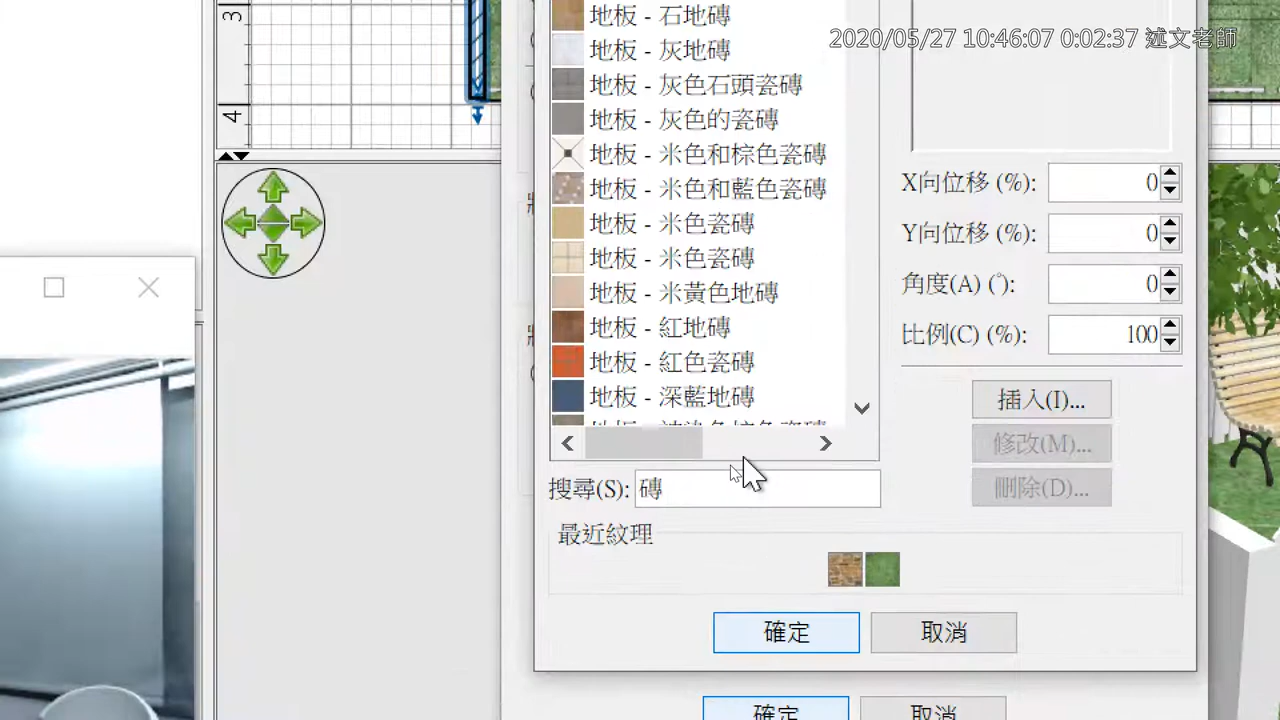 3
地板 - 石地磚
2020/05/27 10:46:07 0:02:37 述文老師
地板 - 灰地磚
地板 - 灰色石頭瓷磚
4
地板 - 灰色的瓷磚
地板 - 米色和棕色瓷磚
地板 - 米色和藍色瓷磚
X向位移 (%): 0
地板 - 米色瓷磚
Y向位移 (%): 0
地板 - 米色瓷磚
角度(A) (°): 0
地板 - 米黃色地磚
地板 - 紅地磚
比例(C) (%): 100
地板 - 紅色瓷磚
地板 - 深藍地磚
插入(I)...
修改(M)...
搜尋(S): 磚
刪除(D)...
最近紋理
確定
取消
確定
取消